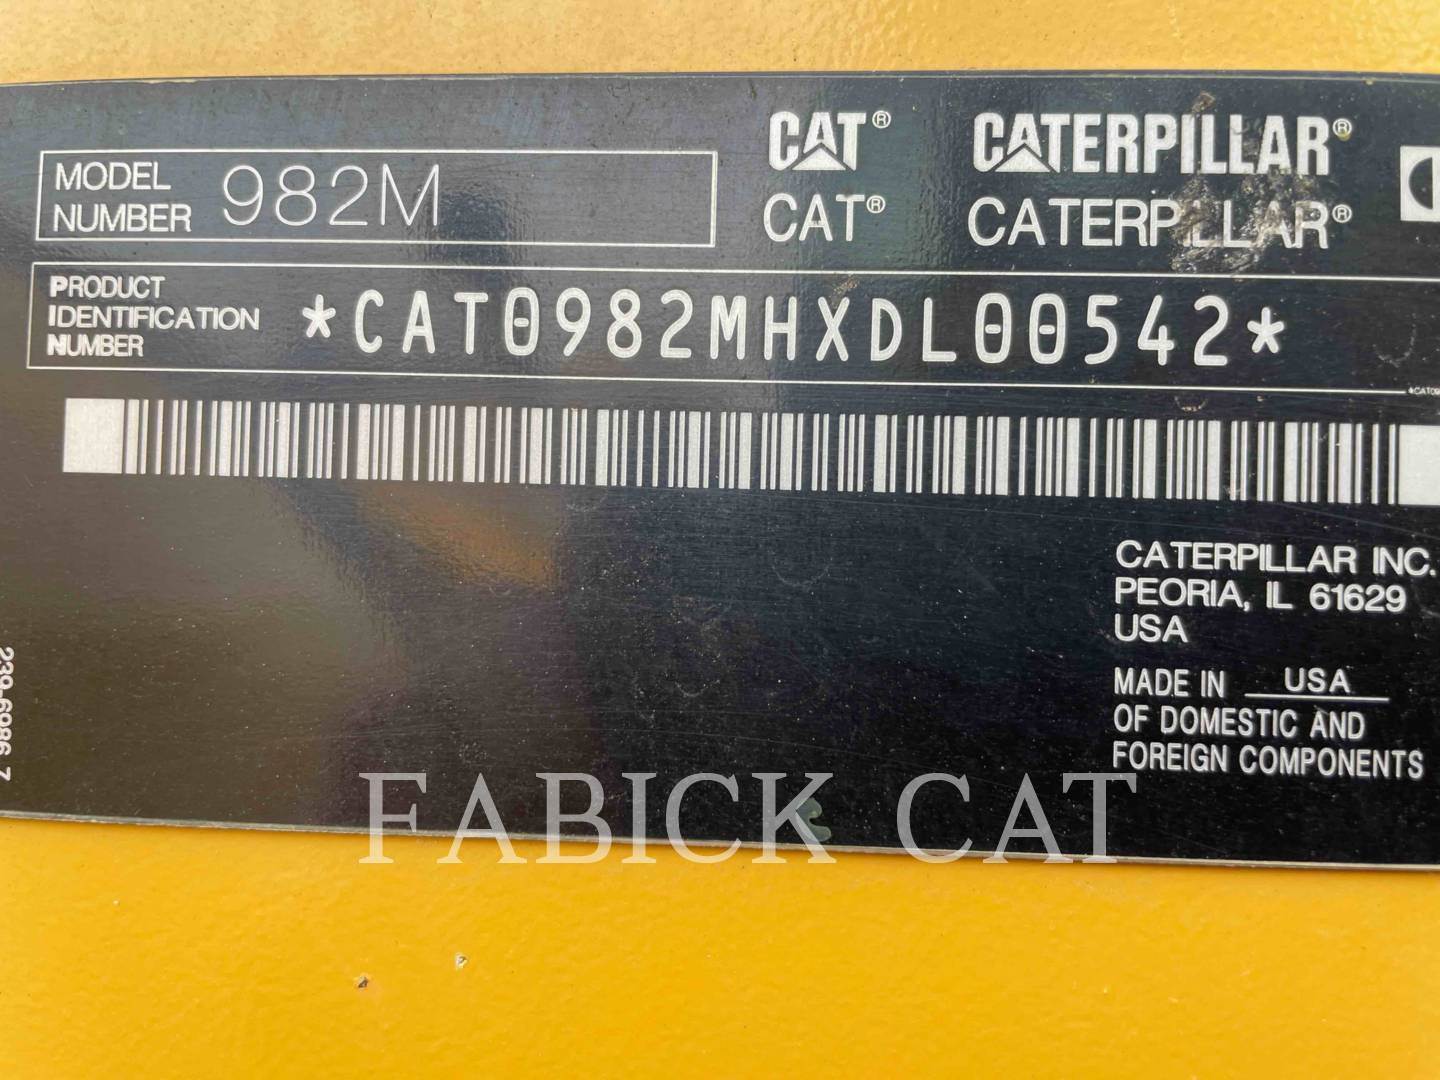 CAT® CATERPILLAR®
MODEL NUMBER 982M
CAT® CATERPILLAR®
PRODUCT IDENTIFICATION NUMBER *CAT0982MHXDL00542*
CATERPILLAR INC.
PEORIA, IL 61629
USA
MADE IN USA
OF DOMESTIC AND
FOREIGN COMPONENTS
239-6986 7
FABICK CAT